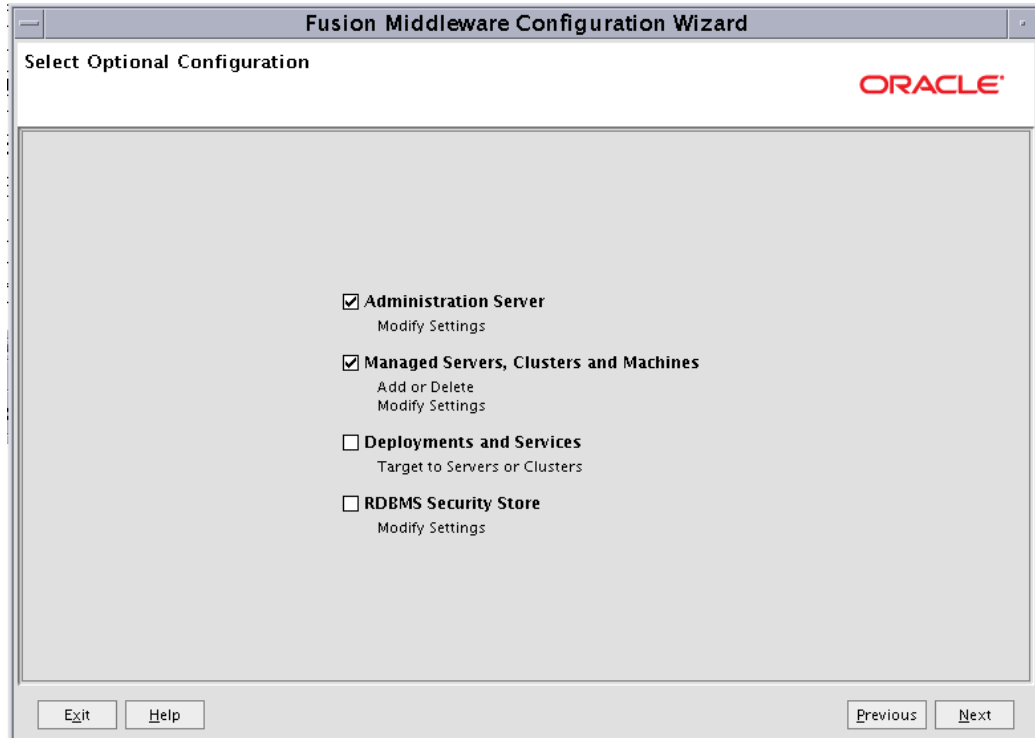 Fusion Middleware Configuration Wizard
Select Optional Configuration
ORACLE
Administration Server
Modify Settings
Managed Servers, Clusters and Machines
Add or Delete
Modify Settings
Deployments and Services
Target to Servers or Clusters
RDBMS Security Store
Modify Settings
Exit Help Previous Next